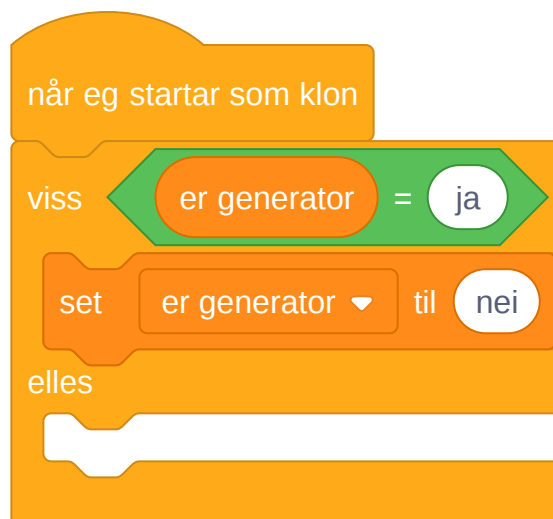 når eg startar som klon
viss er generator = ja
set er generator til nei
elles